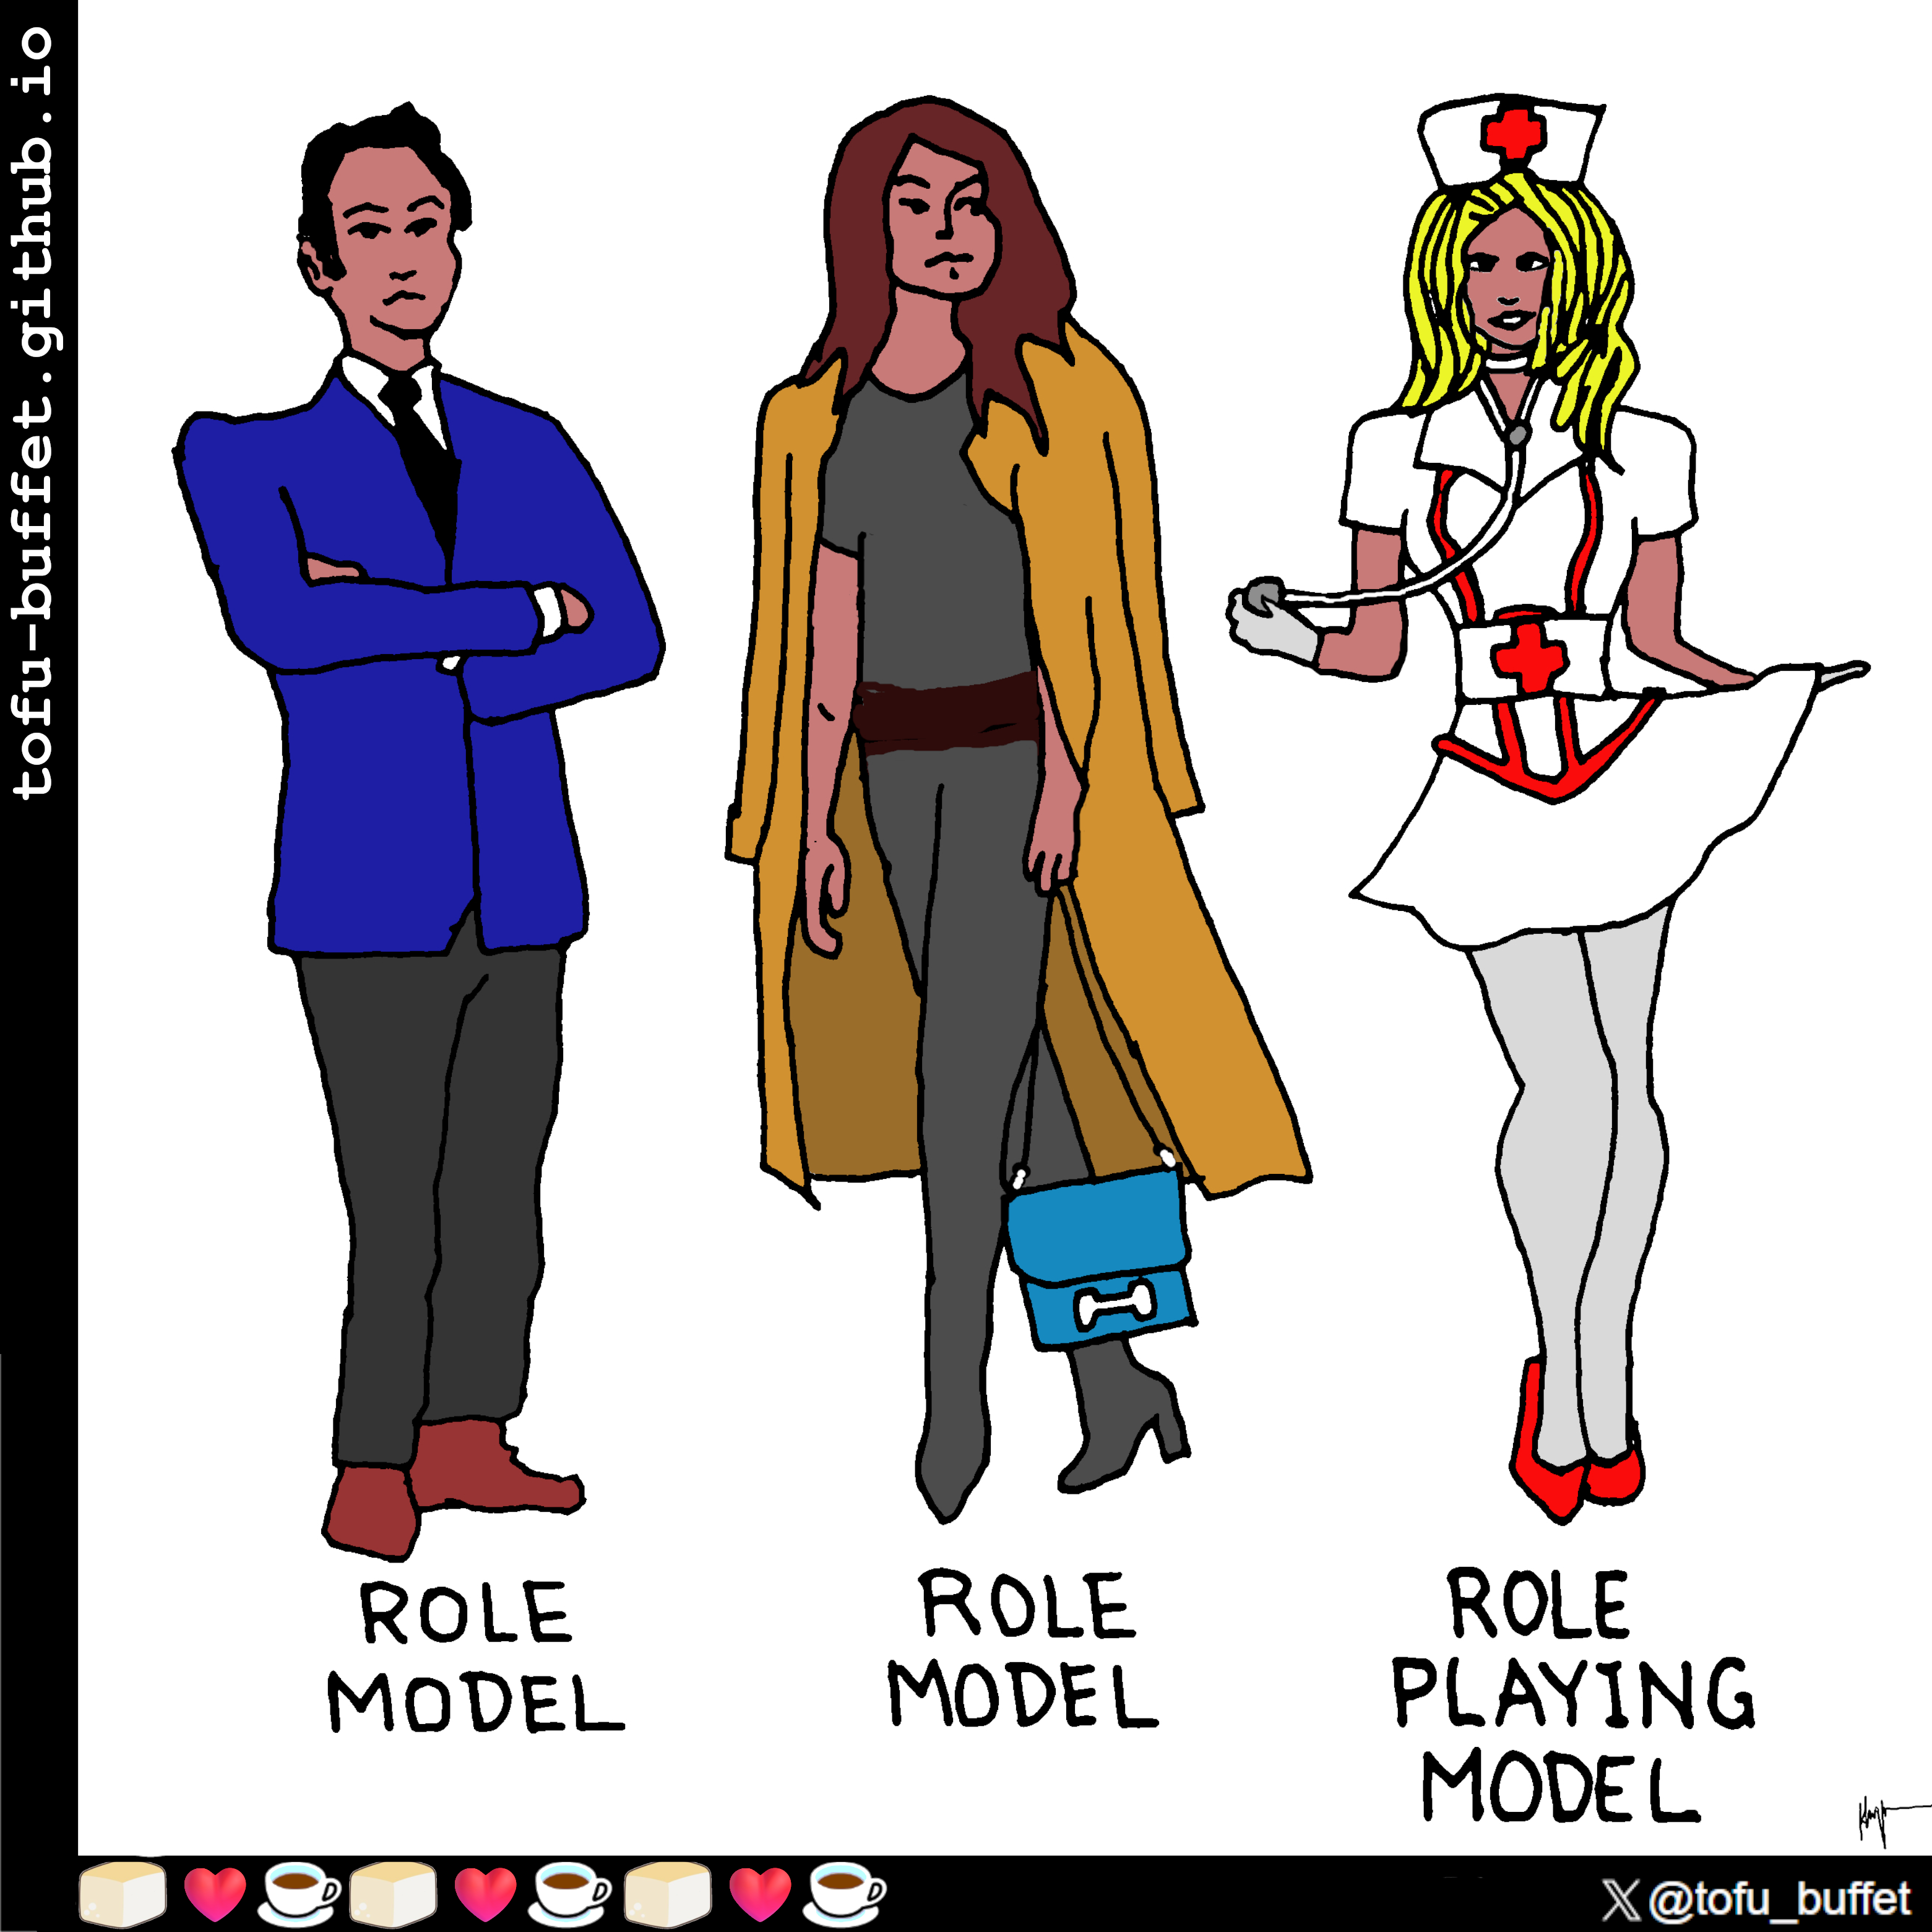 tofu-buffet.github.io
ROLE
MODEL
ROLE
MODEL
ROLE
PLAYING
MODEL
𝕏 @tofu_buffet